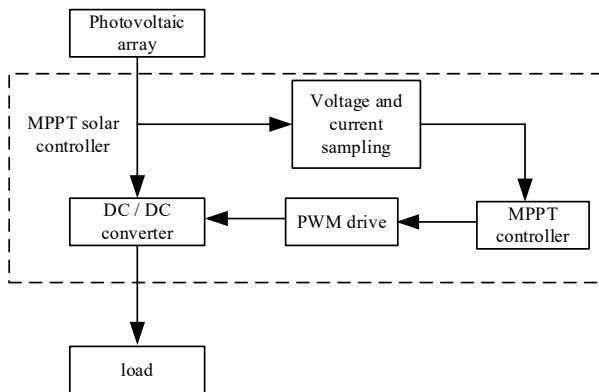 Photovoltaic
array
MPPT solar
controller
Voltage and
current
sampling
DC / DC
converter
PWM drive
MPPT
controller
load